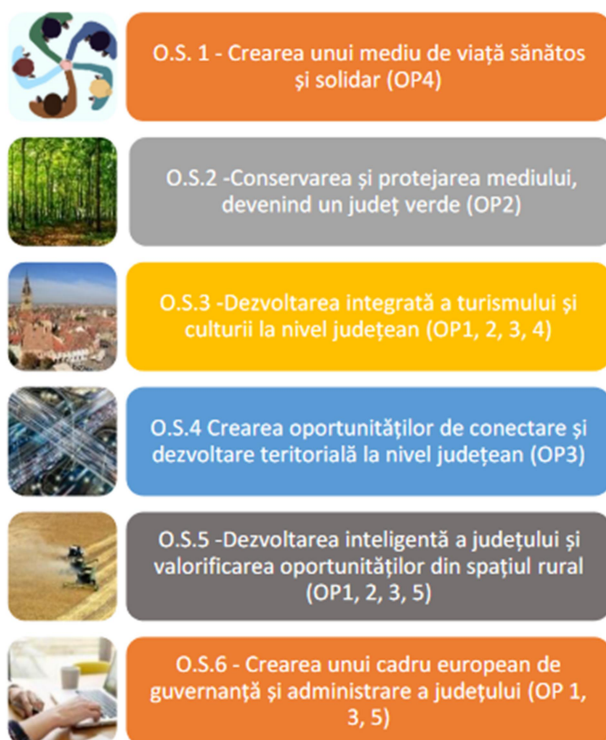 O.S. 1 - Crearea unui mediu de viață sănătos
și solidar (OP4)
O.S.2 -Conservarea și protejarea mediului,
devenind un județ verde (OP2)
O.S.3 -Dezvoltarea integrată a turismului și
culturii la nivel județean (OP1, 2, 3, 4)
O.S.4 Crearea oportunităților de conectare și
dezvoltare teritorială la nivel județean (OP3)
O.S.5 -Dezvoltarea inteligentă a județului și
valorificarea oportunităților din spațiul rural
(OP1, 2, 3, 5)
O.S.6 - Crearea unui cadru european de
guvernanță și administrare a județului (OP 1,
3, 5)